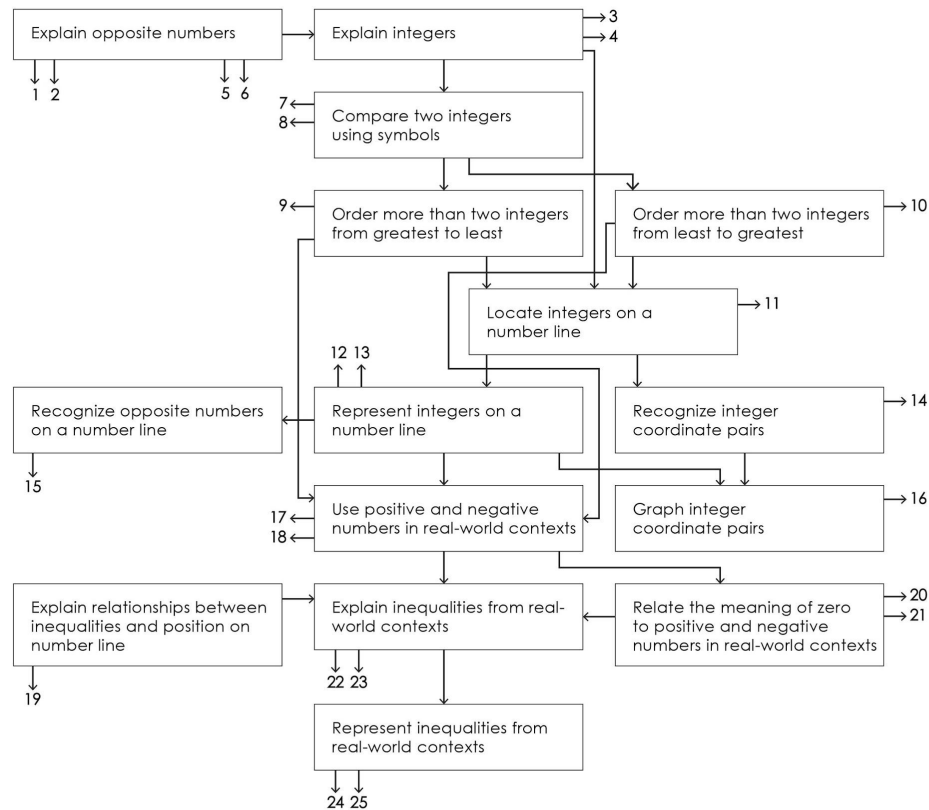 Explain opposite numbers
Explain integers
3
4
1
2
5
6
7
8
Compare two integers
using symbols
9
Order more than two integers
from greatest to least
Order more than two integers
from least to greatest
10
Locate integers on a
number line
11
12
13
Recognize opposite numbers
on a number line
Represent integers on a
number line
Recognize integer
coordinate pairs
14
15
17
18
Use positive and negative
numbers in real-world contexts
Graph integer
coordinate pairs
16
Explain relationships between
inequalities and position on
number line
Explain inequalities from real-
world contexts
Relate the meaning of zero
to positive and negative
numbers in real-world contexts
20
21
19
22
23
Represent inequalities from
real-world contexts
24
25